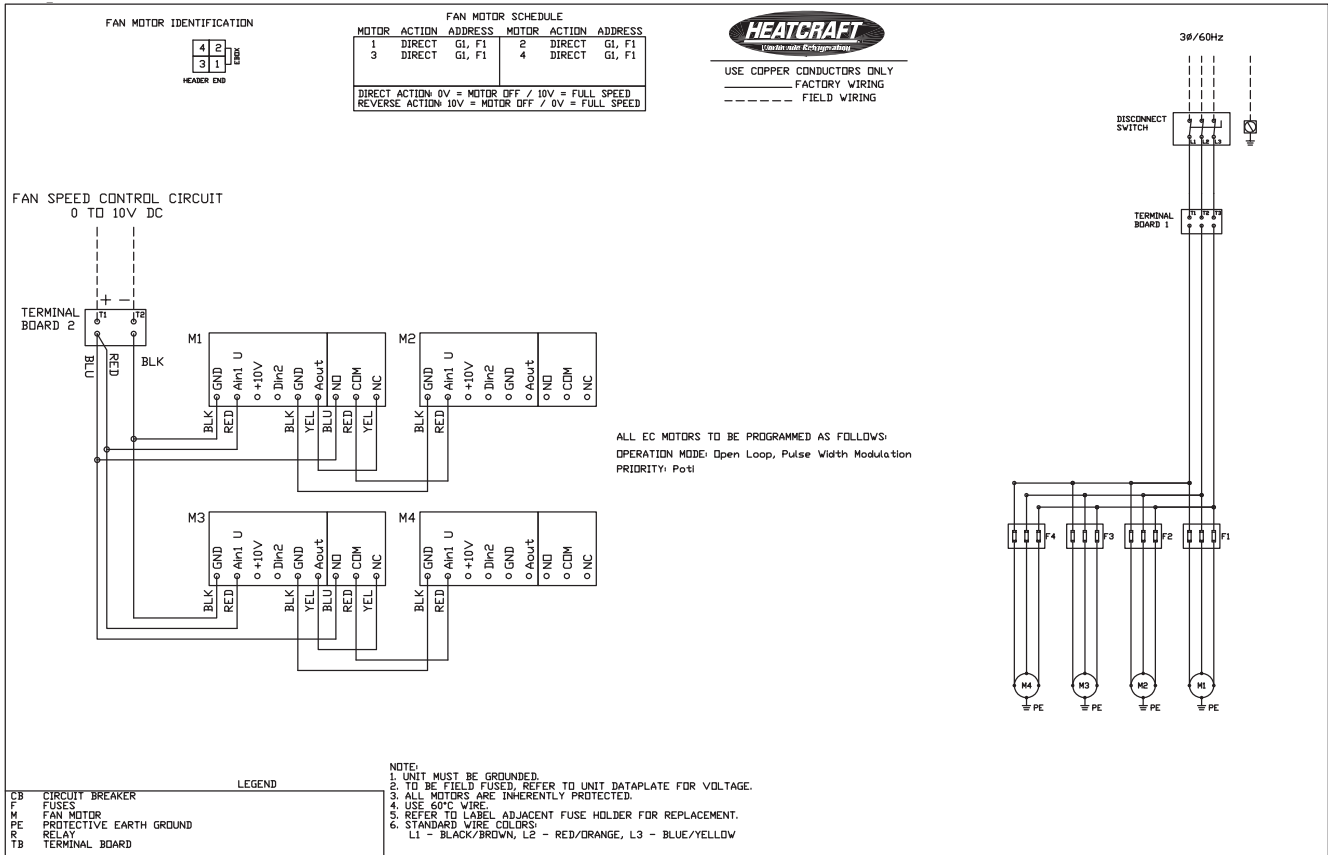 FAN MOTOR IDENTIFICATION
4 2
3 1
EBOX
HEADER END
FAN MOTOR SCHEDULE
MOTOR ACTION ADDRESS MOTOR ACTION ADDRESS
1 DIRECT G1, F1 2 DIRECT G1, F1
3 DIRECT G1, F1 4 DIRECT G1, F1
DIRECT ACTION: 0V = MOTOR OFF / 10V = FULL SPEED
REVERSE ACTION: 10V = MOTOR OFF / 0V = FULL SPEED
HEATCRAFT
Worldwide Refrigeration
USE COPPER CONDUCTORS ONLY
FACTORY WIRING
FIELD WIRING
3Ø/60Hz
DISCONNECT
SWITCH
L1 L2 L3
TERMINAL
BOARD 1
T1 T2 T3
FAN SPEED CONTROL CIRCUIT
0 TO 10V DC
+ -
TERMINAL
BOARD 2
T1 T2
BLU RED BLK
M1
GND Ain1 U +10V Din2 GND Aout NO COM NC
BLK RED BLK YEL BLU RED YEL
M2
GND Ain1 U +10V Din2 GND Aout NO COM NC
BLK RED
ALL EC MOTORS TO BE PROGRAMMED AS FOLLOWS:
OPERATION MODE: Open Loop, Pulse Width Modulation
PRIORITY: Poti
M3
GND Ain1 U +10V Din2 GND Aout NO COM NC
BLK RED BLK YEL BLU RED YEL
M4
GND Ain1 U +10V Din2 GND Aout NO COM NC
BLK RED
F4 F3 F2 F1
M4 M3 M2 M1
PE PE PE PE
LEGEND
CB CIRCUIT BREAKER
F FUSES
M FAN MOTOR
PE PROTECTIVE EARTH GROUND
R RELAY
TB TERMINAL BOARD
NOTE:
1. UNIT MUST BE GROUNDED.
2. TO BE FIELD FUSED, REFER TO UNIT DATAPLATE FOR VOLTAGE.
3. ALL MOTORS ARE INHERENTLY PROTECTED.
4. USE 60°C WIRE.
5. REFER TO LABEL ADJACENT FUSE HOLDER FOR REPLACEMENT.
6. STANDARD WIRE COLORS:
L1 - BLACK/BROWN, L2 - RED/ORANGE, L3 - BLUE/YELLOW